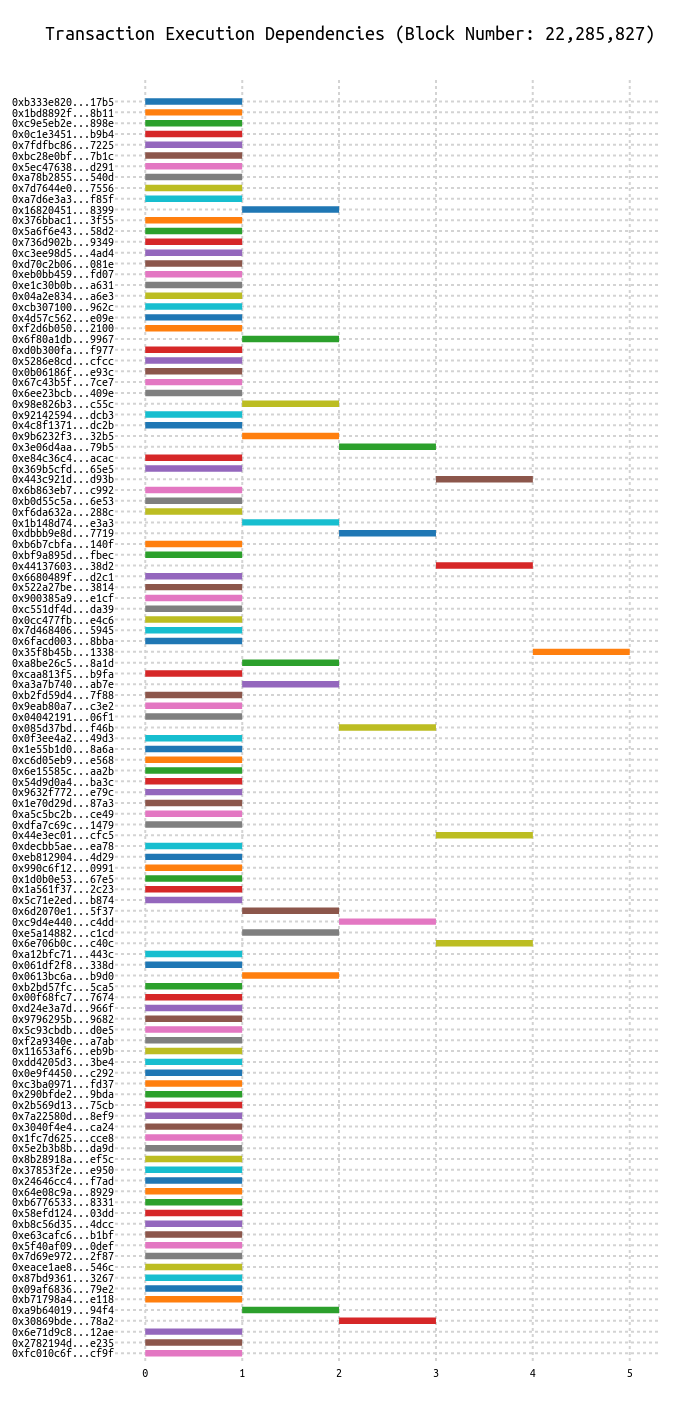 Transaction Execution Dependencies (Block Number: 22,285,827)
0xb333e820...17b5
0x1bd8892f...8b11
0xc9e5eb2e...898e
0x0c1e3451...b9b4
0x7fdfbc86...7225
0xbc28e0bf...7b1c
0x5ec47638...d291
0xa78b2855...540d
0x7d7644e0...7556
0xa7d6e3a3...f85f
0x16820451...8399
0x376bbac1...3f55
0x5a6f6e43...58d2
0x736d902b...9349
0xc3ee98d5...4ad4
0xd70c2b06...081e
0xeb0bb459...fd07
0xe1c30b0b...a631
0x04a2e834...a6e3
0xcb307100...962c
0x4d57c562...e09e
0xf2d6b050...2100
0x6f80a1db...9967
0xd0b300fa...f977
0x5286e8cd...cfcc
0x0b06186f...e93c
0x67c43b5f...7ce7
0x6ee23bcb...409e
0x98e826b3...c55c
0x92142594...dcb3
0x4c8f1371...dc2b
0x9b6232f3...32b5
0x3e06d4aa...79b5
0xe84c36c4...acac
0x369b5cfd...65e5
0x443c921d...d93b
0x6b863eb7...c992
0xb0d55c5a...6e53
0xf6da632a...288c
0x1b148d74...e3a3
0xdbbb9e8d...7719
0xb6b7cbfa...140f
0xbf9a895d...fbec
0x44137603...38d2
0x6680489f...d2c1
0x522a27be...3814
0x900385a9...e1cf
0xc551df4d...da39
0x0cc477fb...e4c6
0x7d468406...5945
0x6facd003...8bba
0x35f8b45b...1338
0xa8be26c5...8a1d
0xcaa813f5...b9fa
0xa3a7b740...ab7e
0xb2fd59d4...7f88
0x9eab80a7...c3e2
0x04042191...06f1
0x085d37bd...f46b
0x0f3ee4a2...49d3
0x1e55b1d0...8a6a
0xc6d05eb9...e568
0x6e15585c...aa2b
0x54d9d0a4...ba3c
0x9632f772...e79c
0x1e70d29d...87a3
0xa5c5bc2b...ce49
0xdfa7c69c...1479
0x44e3ec01...cfc5
0xdecbb5ae...ea78
0xeb812904...4d29
0x990c6f12...0991
0x1d0b0e53...67e5
0x1a561f37...2c23
0x5c71e2ed...b874
0x6d2070e1...5f37
0xc9d4e440...c4dd
0xe5a14882...c1cd
0x6e706b0c...c40c
0xa12bfc71...443c
0x061df2f8...338d
0x0613bc6a...b9d0
0xb2bd57fc...5ca5
0x00f68fc7...7674
0xd24e3a7d...966f
0x9796295b...9682
0x5c93cbdb...d0e5
0xf2a9340e...a7ab
0x11653af6...eb9b
0xdd4205d3...3be4
0x0e9f4450...c292
0xc3ba0971...fd37
0x290bfde2...9bda
0x2b569d13...75cb
0x7a22580d...8ef9
0x3040f4e4...ca24
0x1fc7d625...cce8
0x5e2b3b8b...da9d
0x8b28918a...ef5c
0x37853f2e...e950
0x24646cc4...f7ad
0x64e08c9a...8929
0xb6776533...8331
0x58efd124...03dd
0xb8c56d35...4dcc
0xe63cafc6...b1bf
0x5f40af09...0def
0x7d69e972...2f87
0xeace1ae8...546c
0x87bd9361...3267
0x09af6836...79e2
0xb71798a4...e118
0xa9b64019...94f4
0x30869bde...78a2
0x6e71d9c8...12ae
0x2782194d...e235
0xfc010c6f...cf9f
0 1 2 3 4 5